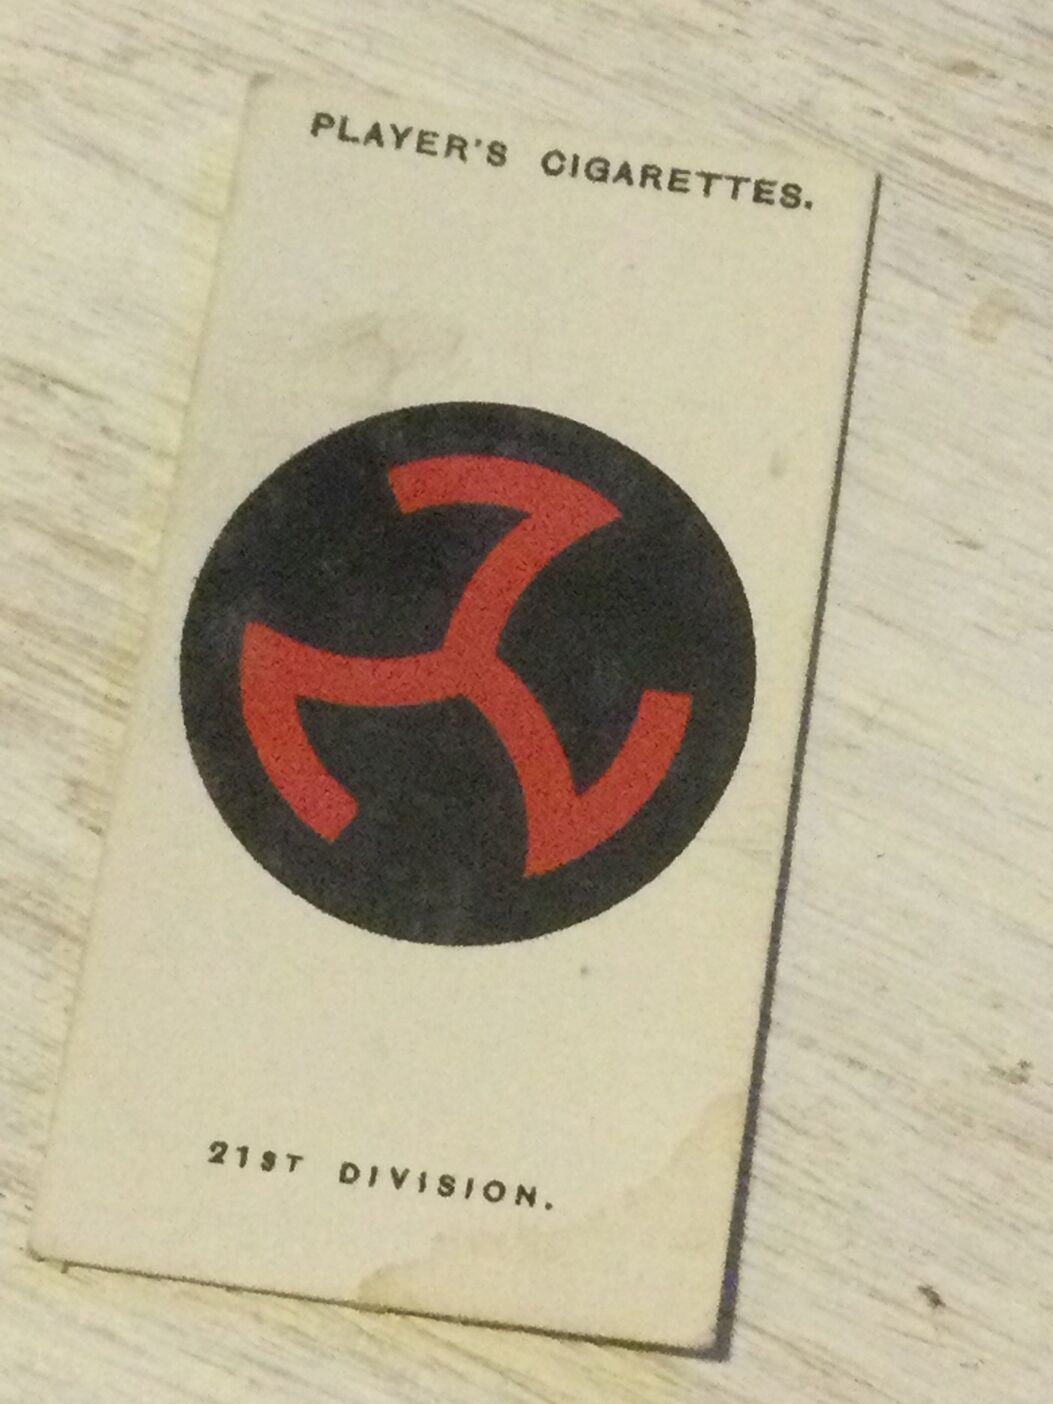 PLAYER'S CIGARETTES.
21ST DIVISION.